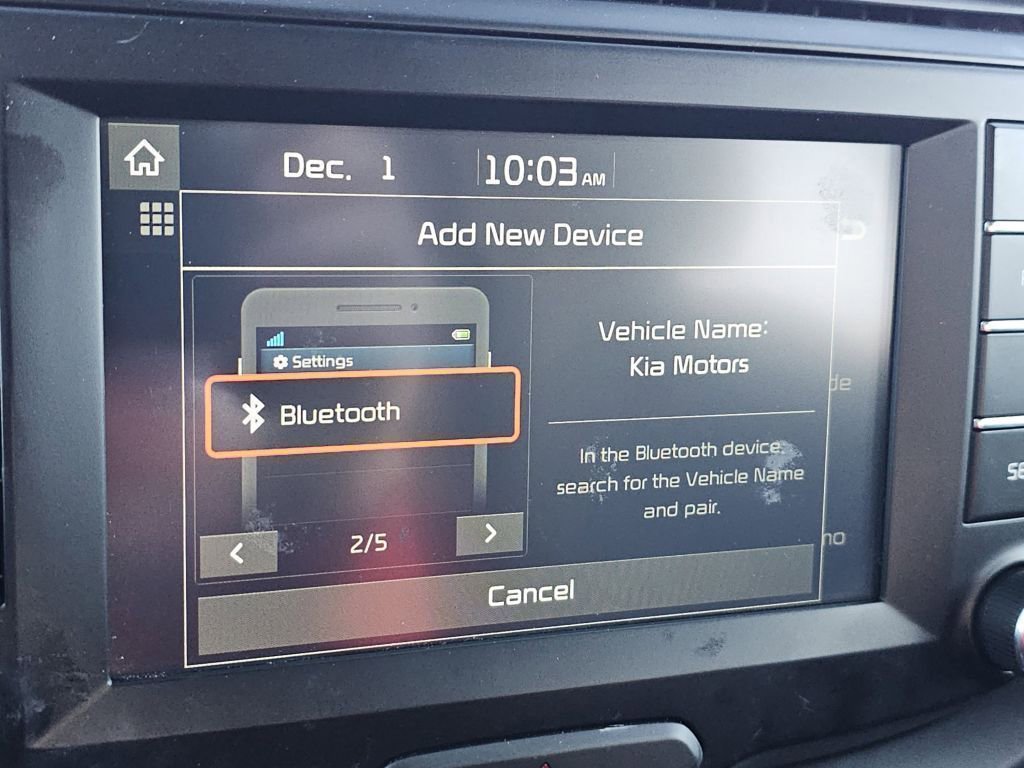 Dec. 1 10:03 AM
Add New Device
Settings
Bluetooth
2/5
Vehicle Name:
Kia Motors
In the Bluetooth device,
search for the Vehicle Name
and pair.
Cancel